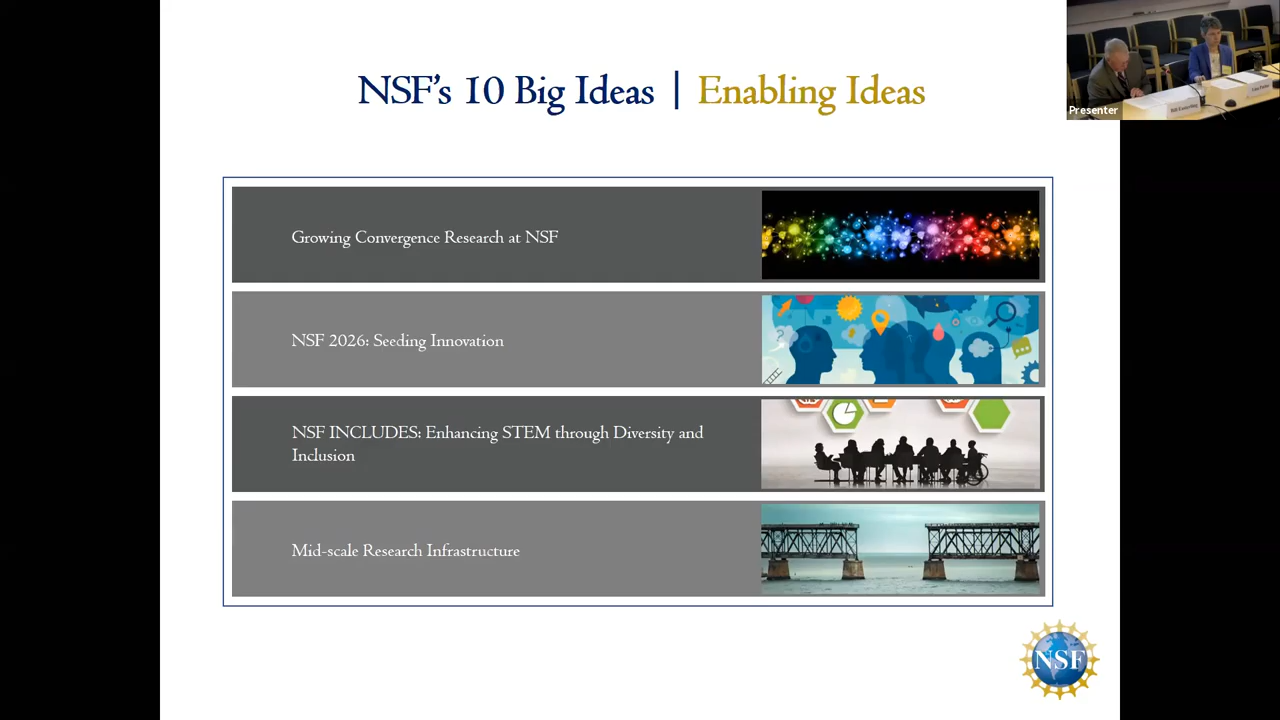 NSF's 10 Big Ideas | Enabling Ideas
Presenter
Growing Convergence Research at NSF
NSF 2026: Seeding Innovation
NSF INCLUDES: Enhancing STEM through Diversity and
Inclusion
Mid-scale Research Infrastructure
NSF